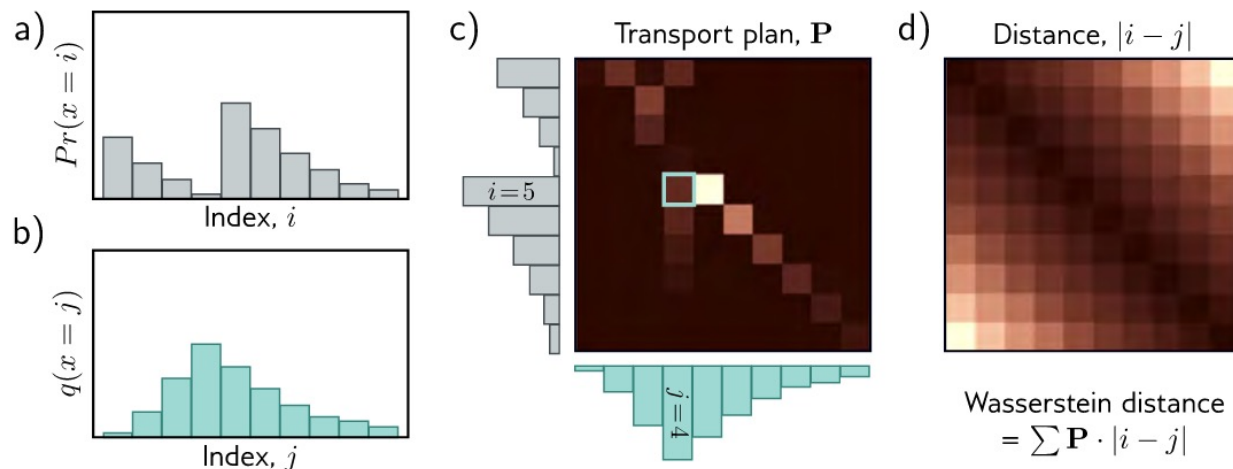 a)
Pr(x = i)
Index, i
b)
q(x = j)
Index, j
c)
Transport plan, P
i=5
j=4
d)
Distance, |i − j|
Wasserstein distance
= ∑ P · |i − j|